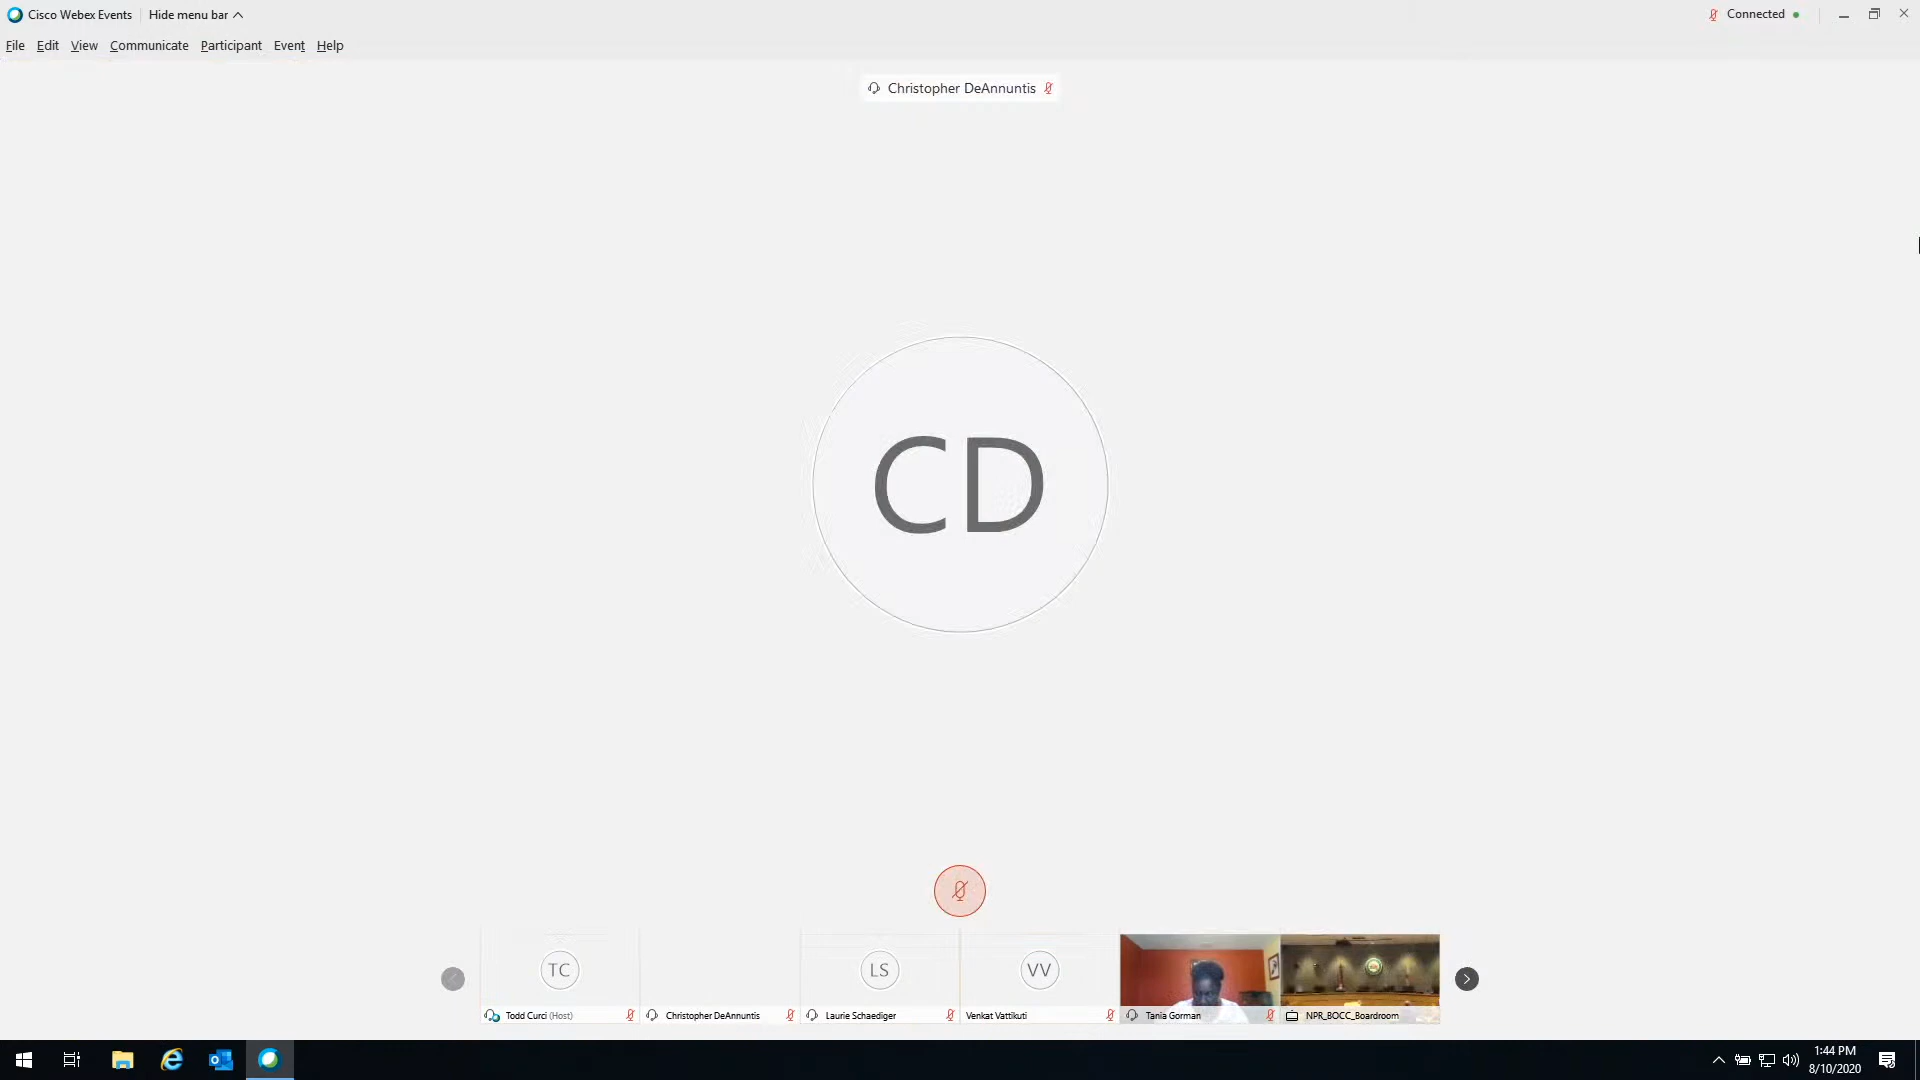 Cisco Webex Events Hide menu bar Connected
File Edit View Communicate Participant Event Help
Christopher DeAnnuntis
CD
TC LS VV
Todd Curci (Host) Christopher DeAnnuntis Laurie Schaediger Venkat Vattikuti Tania Gorman NPR_BOCC_Boardroom
1:44 PM
8/10/2020